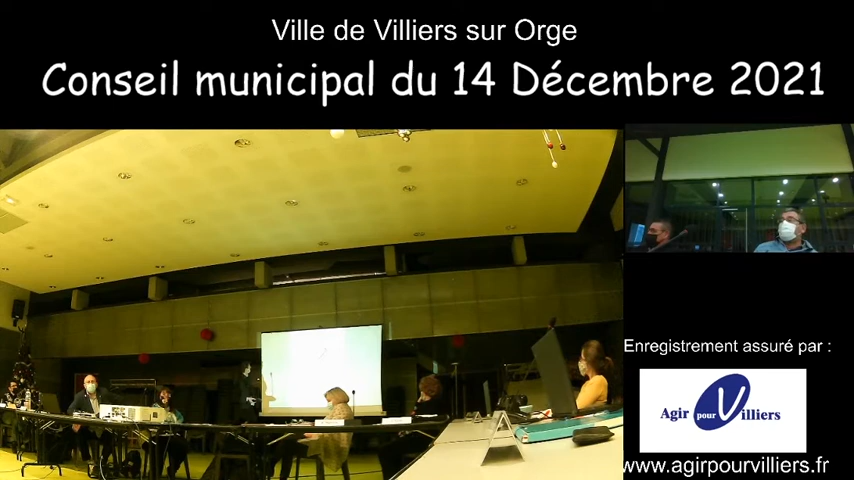 Ville de Villiers sur Orge
Conseil municipal du 14 Décembre 2021
Enregistrement assuré par :
Agir pour Villiers
www.agirpourvilliers.fr